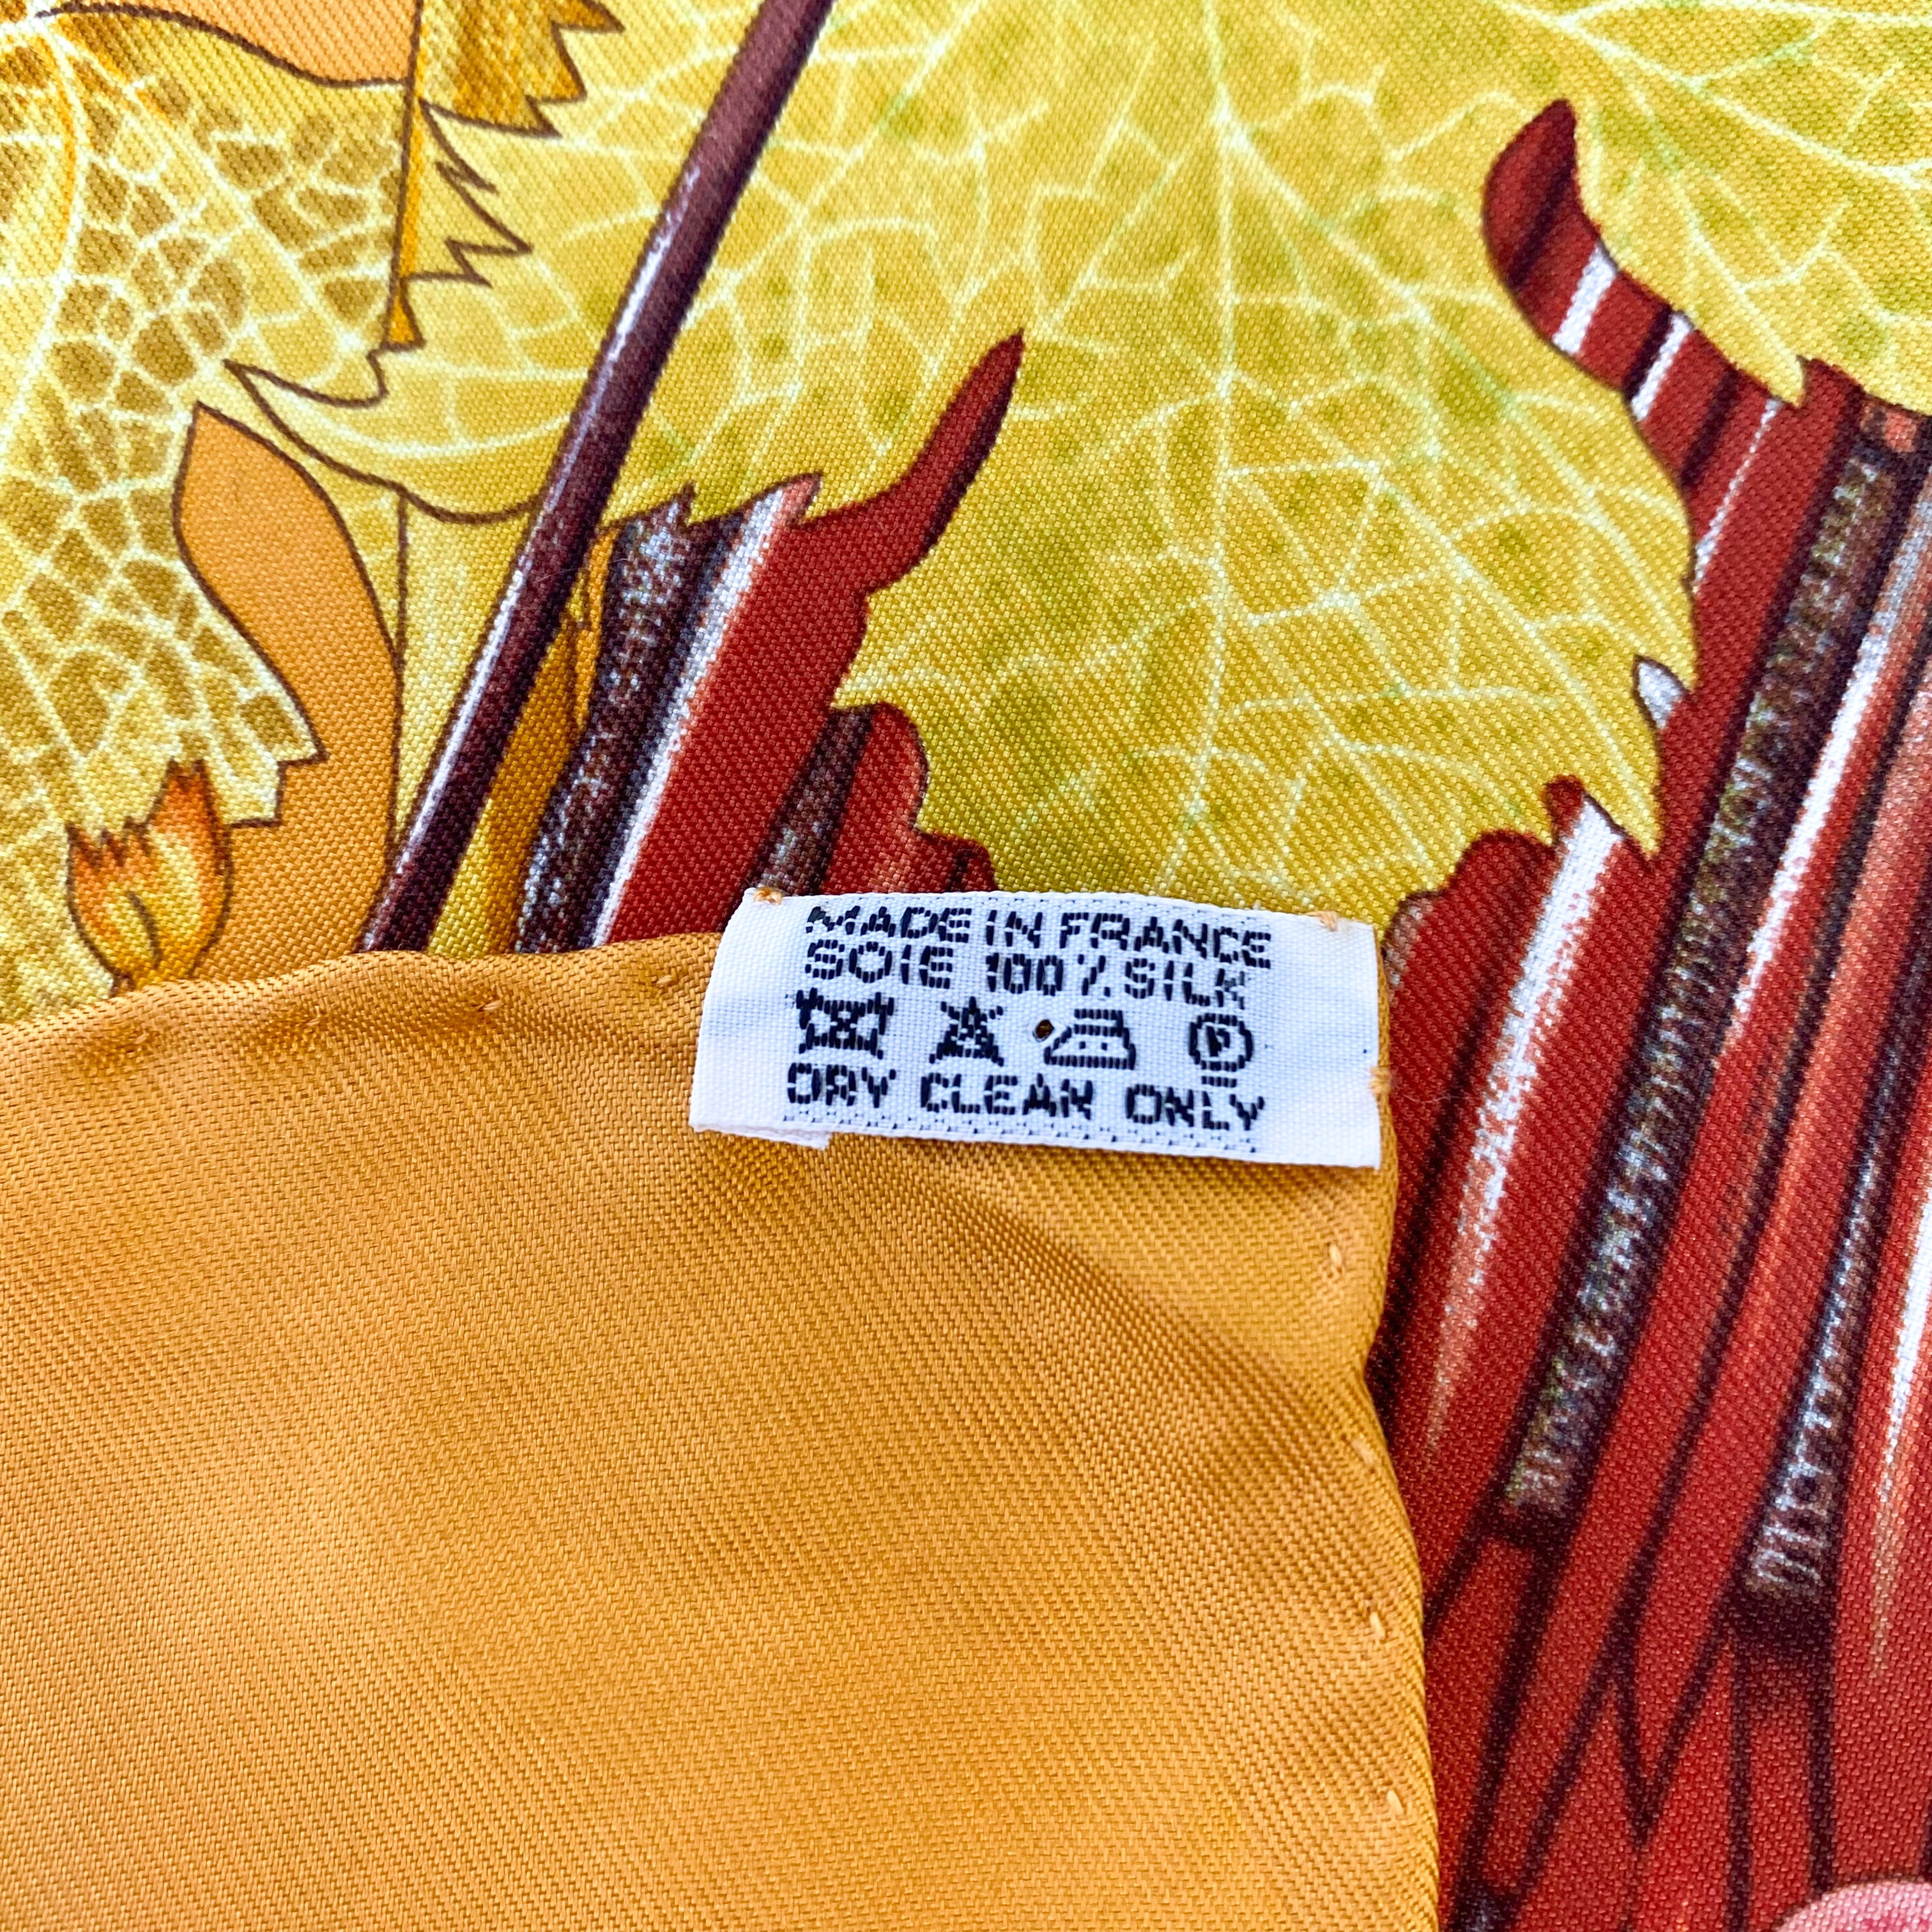 MADE IN FRANCE
SOIE 100% SILK
P
DRY CLEAN ONLY